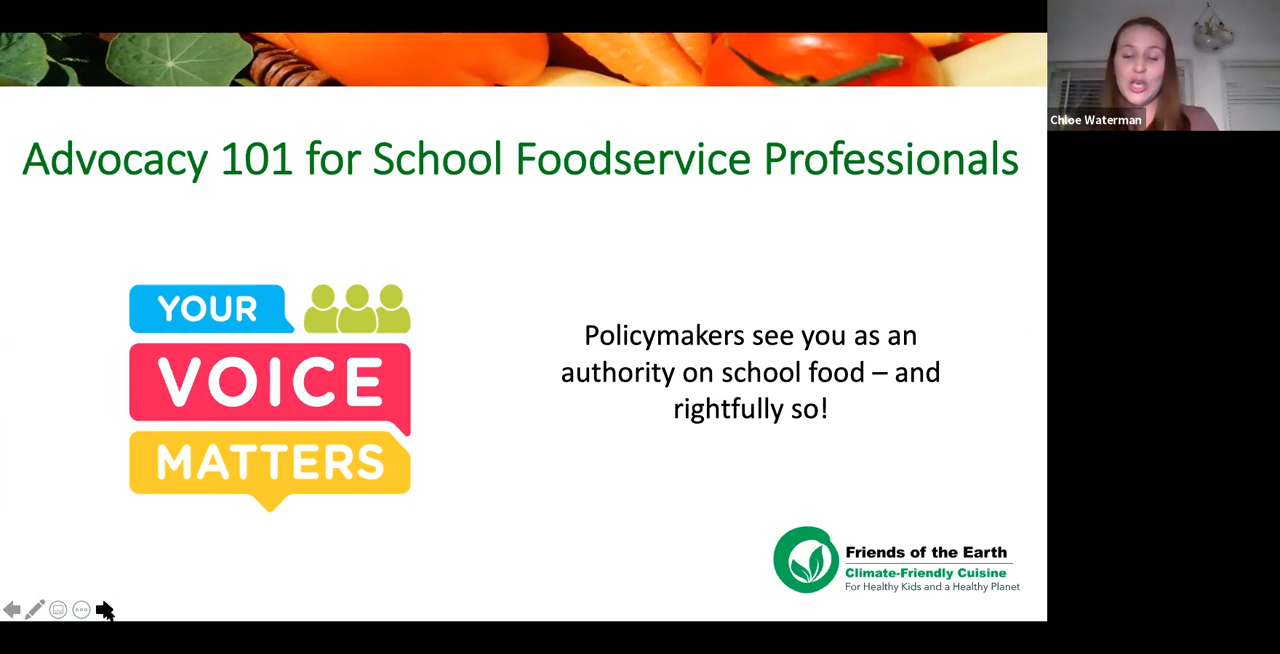 Advocacy 101 for School Foodservice Professionals
Chloe Waterman
YOUR
VOICE
MATTERS
Policymakers see you as an
authority on school food – and
rightfully so!
Friends of the Earth
Climate-Friendly Cuisine
For Healthy Kids and a Healthy Planet